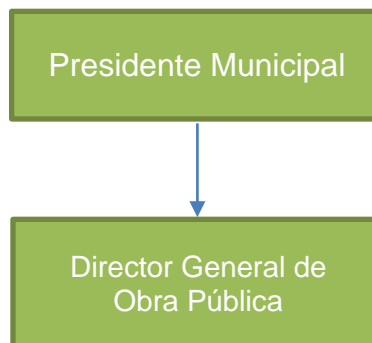 Presidente Municipal
Director General de
Obra Pública